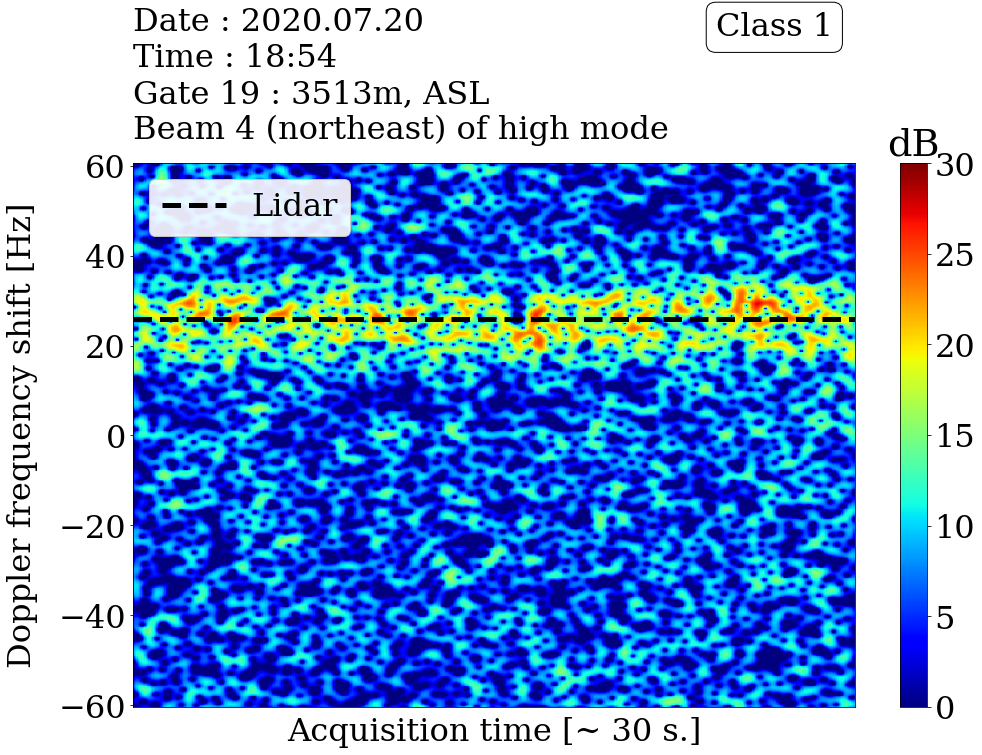 Date : 2020.07.20
Time : 18:54
Gate 19 : 3513m, ASL
Beam 4 (northeast) of high mode
Class 1
dB
Lidar
60
40
20
0
−20
−40
−60
Doppler frequency shift [Hz]
Acquisition time [~ 30 s.]
30
25
20
15
10
5
0